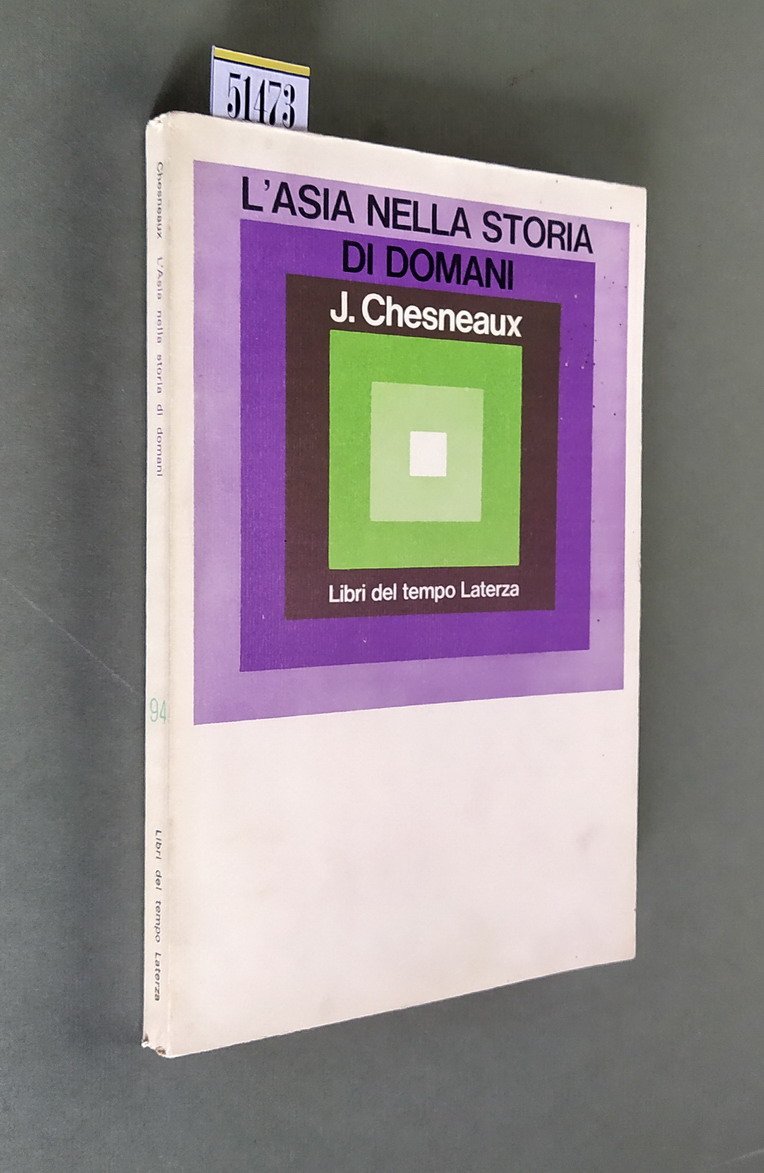 51473
L'ASIA NELLA STORIA
DI DOMANI
J. Chesneaux
Libri del tempo Laterza
Chesneaux L'Asia nella storia di domani
94
Libri del tempo Laterza